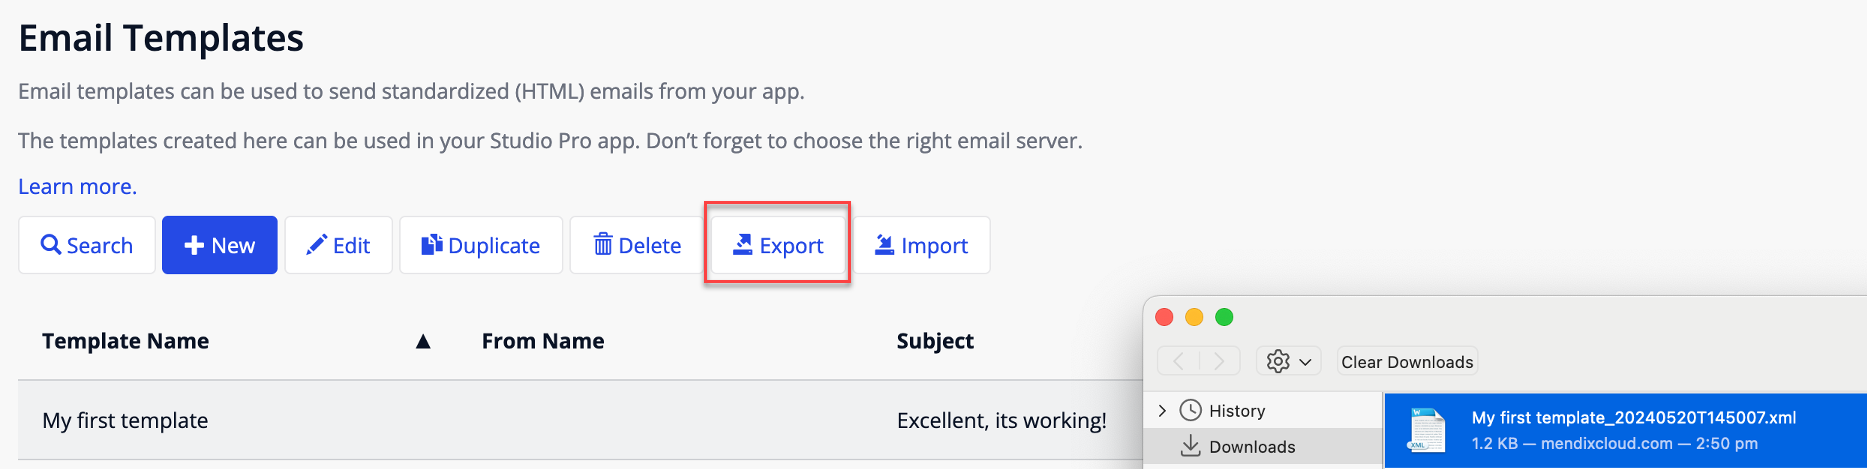 Email Templates
Email templates can be used to send standardized (HTML) emails from your app.
The templates created here can be used in your Studio Pro app. Don’t forget to choose the right email server.
Learn more.
Search New Edit Duplicate Delete Export Import
Template Name ▲ From Name Subject
My first template Excellent, its working!
Clear Downloads
History
Downloads
My first template_20240520T145007.xml
1.2 KB — mendixcloud.com — 2:50 pm
W
XML